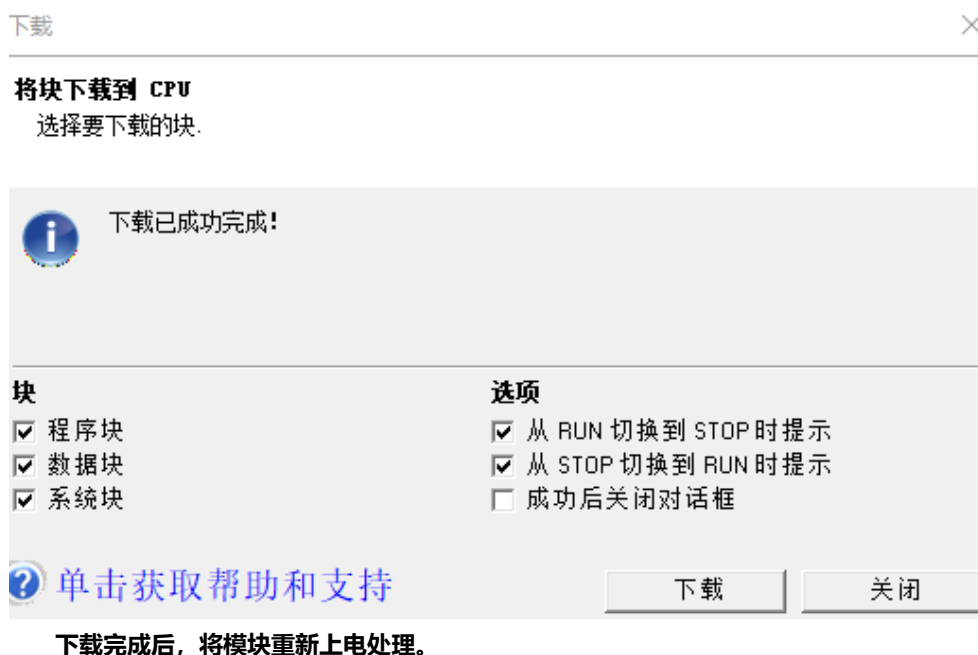 下载
将块下载到 CPU
选择要下载的块.
下载已成功完成!
块
选项
程序块
从 RUN 切换到 STOP 时提示
数据块
从 STOP 切换到 RUN 时提示
系统块
成功后关闭对话框
单击获取帮助和支持
下载
关闭
下载完成后，将模块重新上电处理。